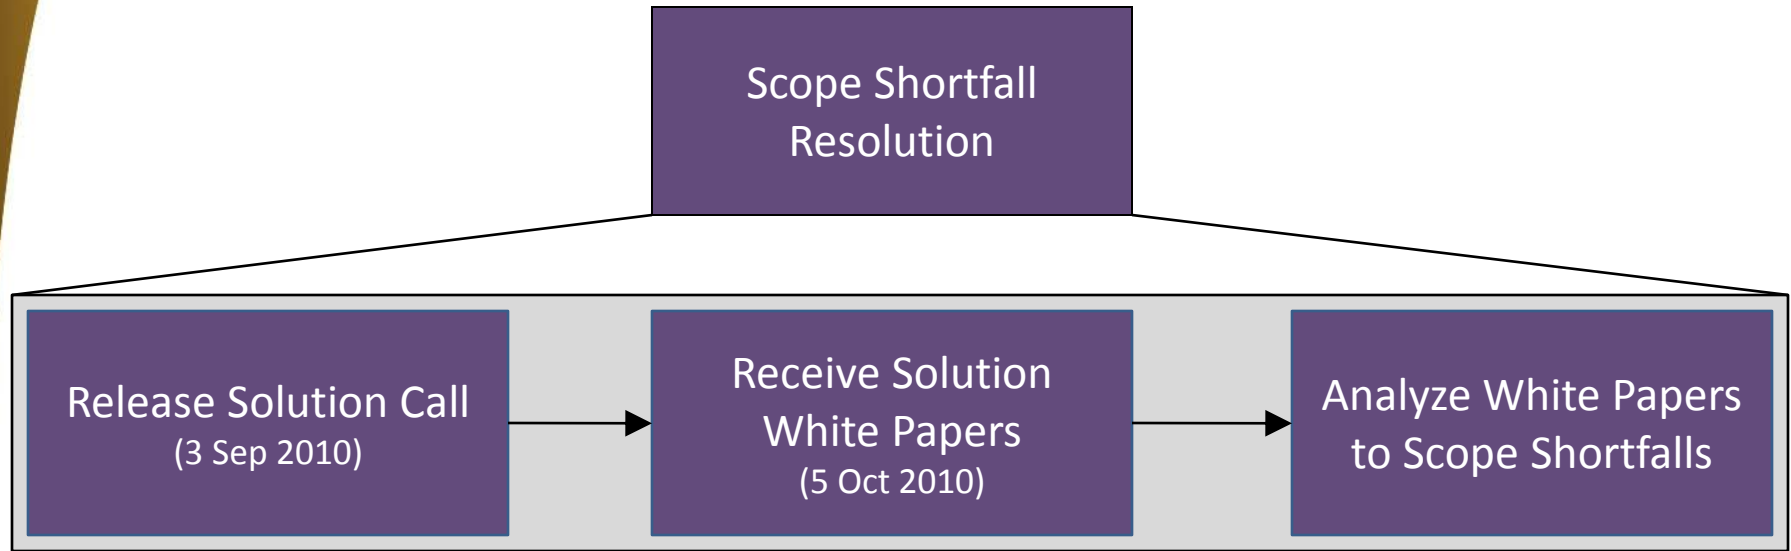 Scope Shortfall
Resolution
Release Solution Call
(3 Sep 2010)
Receive Solution
White Papers
(5 Oct 2010)
Analyze White Papers
to Scope Shortfalls